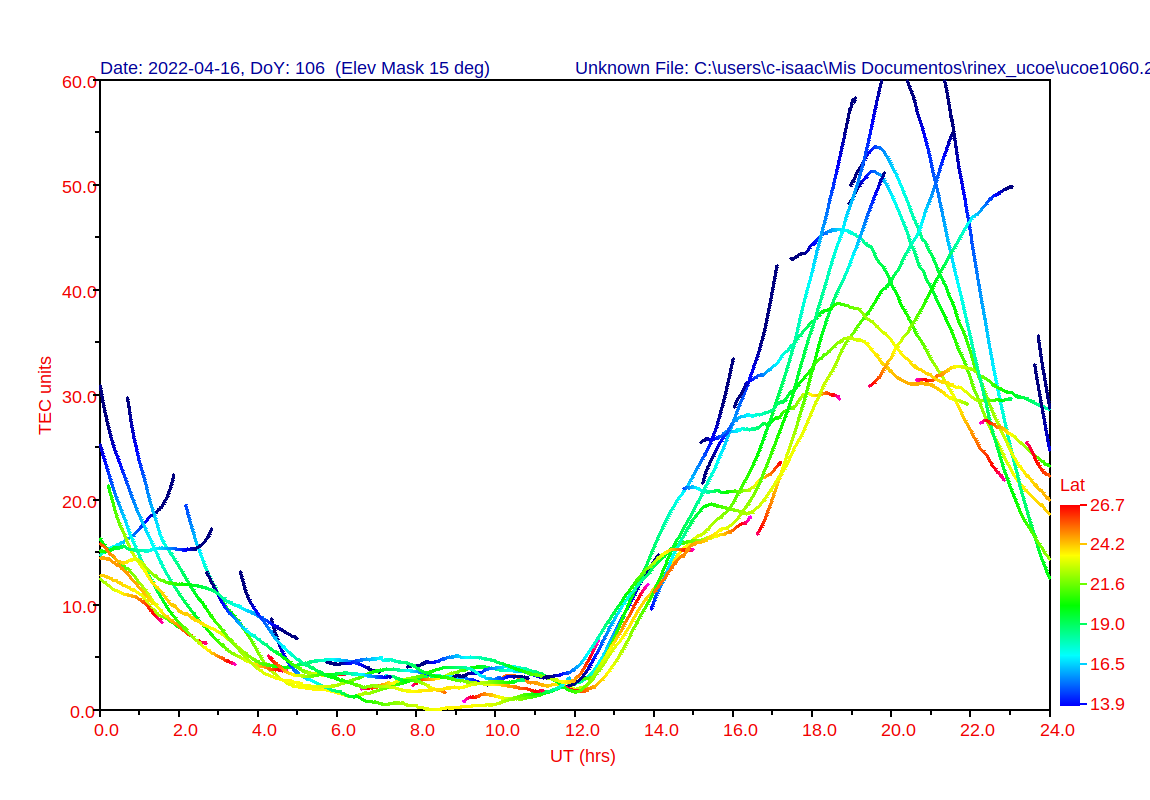 Date: 2022-04-16, DoY: 106  (Elev Mask 15 deg)
Unknown File: C:\users\c-isaac\Mis Documentos\rinex_ucoe\ucoe1060.2
60.0
50.0
40.0
30.0
20.0
10.0
0.0
TEC units
0.0 2.0 4.0 6.0 8.0 10.0 12.0 14.0 16.0 18.0 20.0 22.0 24.0
UT (hrs)
Lat
26.7
24.2
21.6
19.0
16.5
13.9